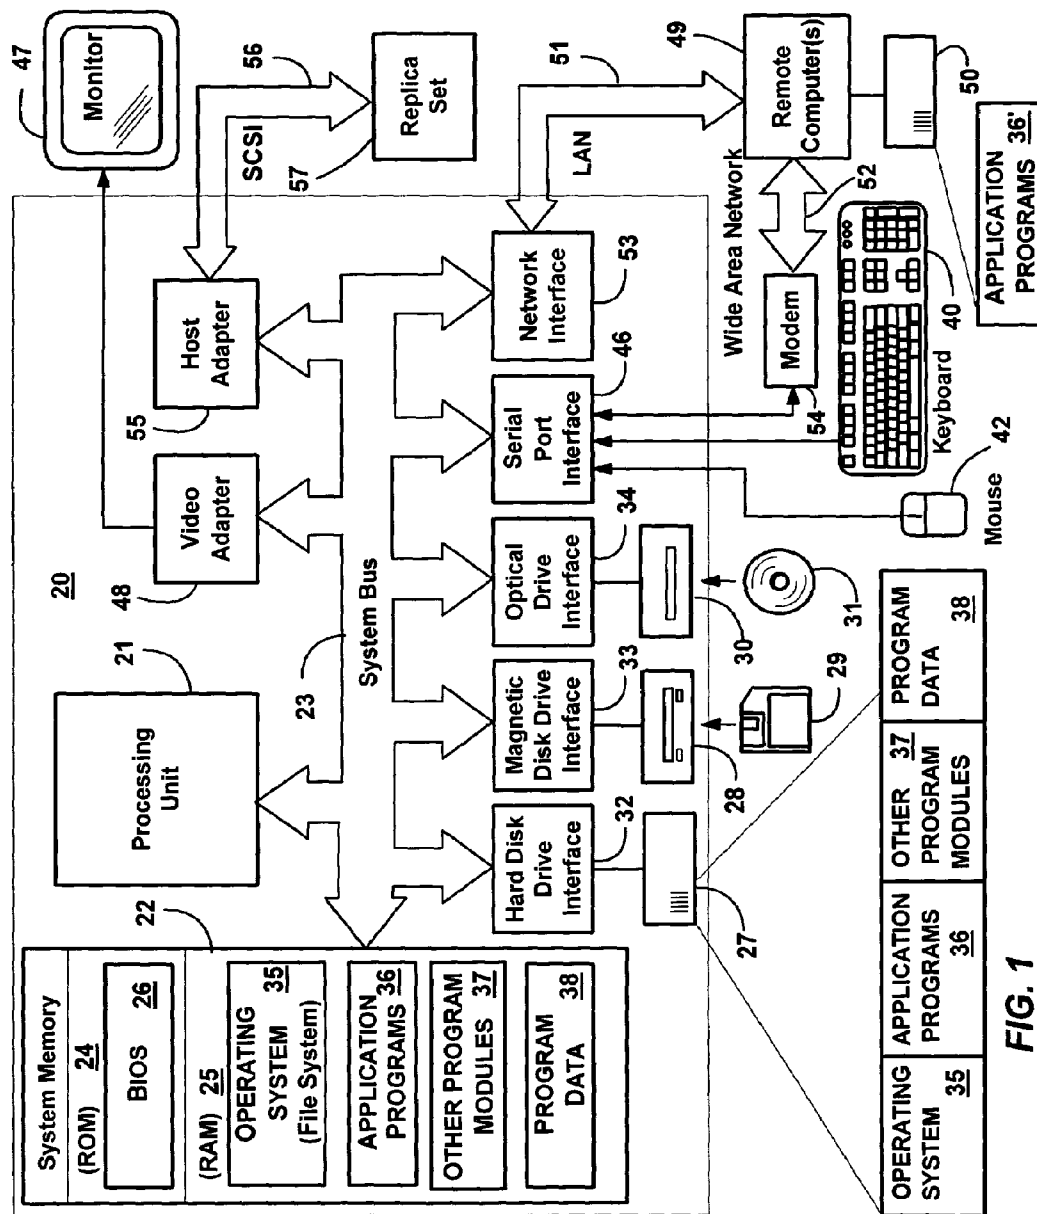 System Memory
(ROM) 24
BIOS 26
(RAM) 25
OPERATING
SYSTEM 35
(File System)
APPLICATION
PROGRAMS 36
OTHER PROGRAM
MODULES 37
PROGRAM
DATA 38
22
Processing
Unit
21
20
Video
Adapter
48
Host
Adapter
55
Monitor
47
SCSI
56
Replica
Set
57
23
System Bus
Hard Disk
Drive
Interface
32
Magnetic
Disk Drive
Interface
33
Optical
Drive
Interface
34
Serial
Port
Interface
46
Network
Interface
53
LAN
51
27
28
29
30
31
Modem
54
Wide Area Network
52
Remote
Computer(s)
49
50
Mouse
42
Keyboard
40
APPLICATION
PROGRAMS 36'
OPERATING
SYSTEM 35
APPLICATION
PROGRAMS
36
OTHER 37
PROGRAM
MODULES
PROGRAM
DATA 38
FIG. 1